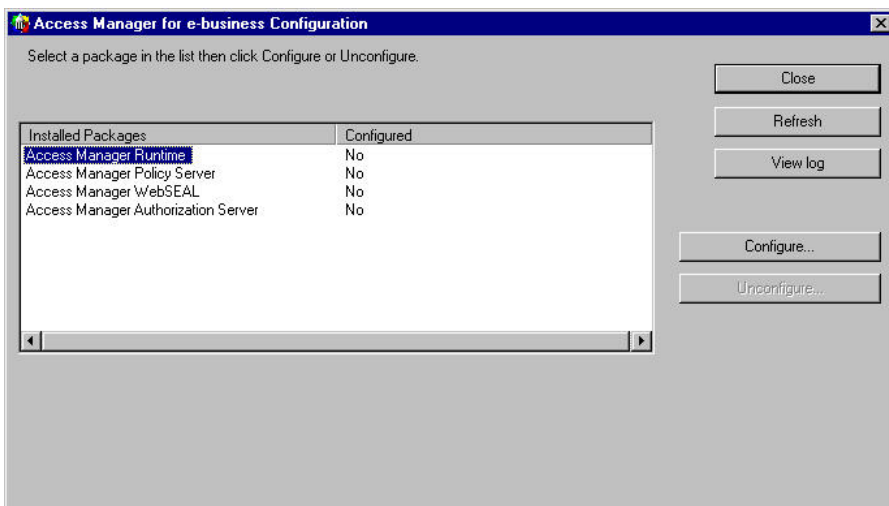 Access Manager for e-business Configuration
Select a package in the list then click Configure or Unconfigure.
Close
Refresh
View log
Installed Packages Configured
Access Manager Runtime No
Access Manager Policy Server No
Access Manager WebSEAL No
Access Manager Authorization Server No
Configure...
Unconfigure...